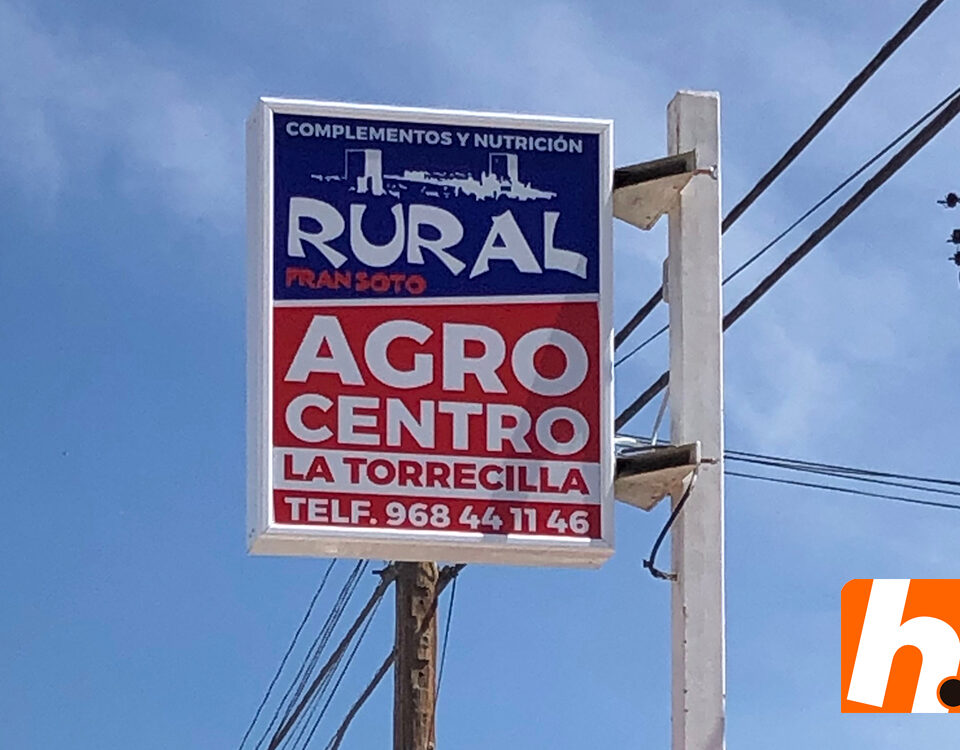 COMPLEMENTOS Y NUTRICIÓN
RURAL
FRAN SOTO
AGRO
CENTRO
LA TORRECILLA
TELF. 968 44 11 46
h.